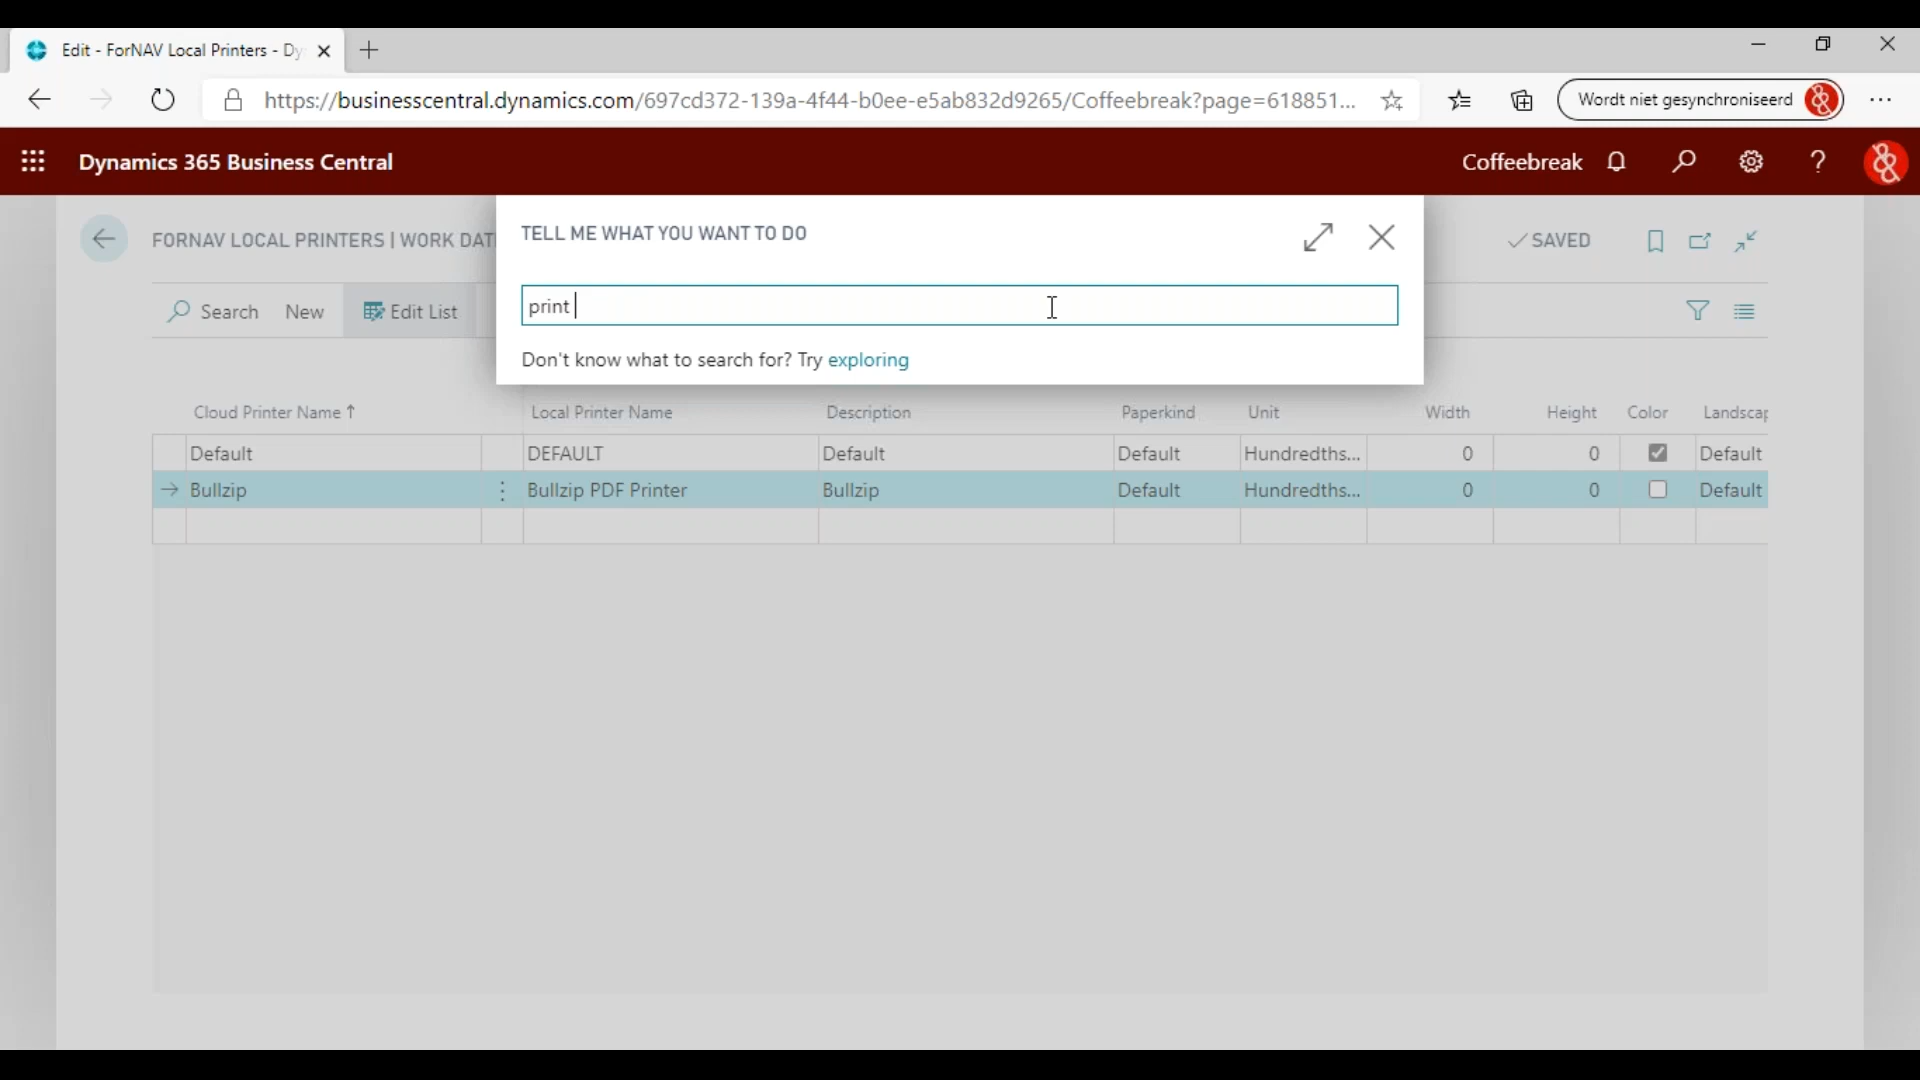 Edit - ForNAV Local Printers - Dy
https://businesscentral.dynamics.com/697cd372-139a-4f44-b0ee-e5ab832d9265/Coffeebreak?page=618851...
Wordt niet gesynchroniseerd
Dynamics 365 Business Central
Coffeebreak
FORNAV LOCAL PRINTERS | WORK DATE
TELL ME WHAT YOU WANT TO DO
SAVED
Search New Edit List
print
Don't know what to search for? Try exploring
Cloud Printer Name ↑ Local Printer Name Description Paperkind Unit Width Height Color Landscap
Default DEFAULT Default Default Hundredths... 0 0 Default
Bullzip Bullzip PDF Printer Bullzip Default Hundredths... 0 0 Default